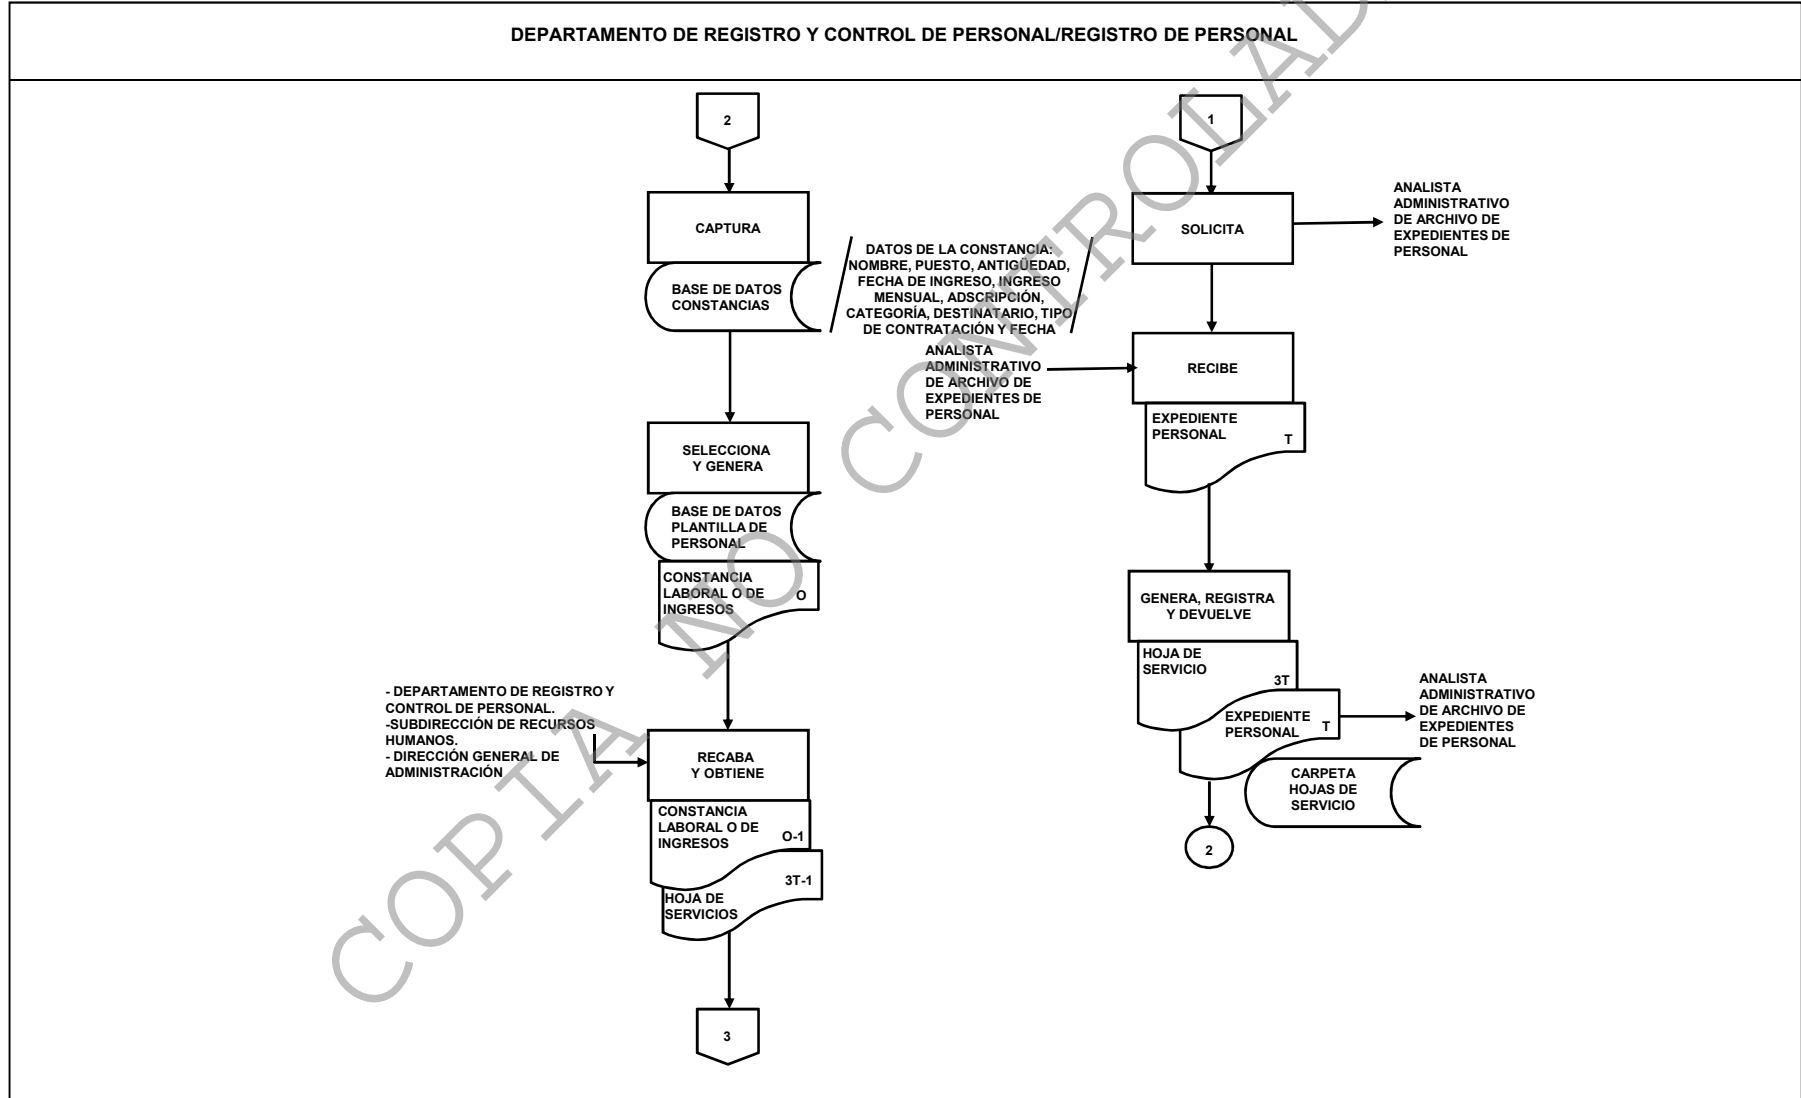 DEPARTAMENTO DE REGISTRO Y CONTROL DE PERSONAL/REGISTRO DE PERSONAL
2
CAPTURA
BASE DE DATOS
CONSTANCIAS
DATOS DE LA CONSTANCIA:
NOMBRE, PUESTO, ANTIGÜEDAD,
FECHA DE INGRESO, INGRESO
MENSUAL, ADSCRIPCIÓN,
CATEGORÍA, DESTINATARIO, TIPO
DE CONTRATACIÓN Y FECHA
SELECCIONA
Y GENERA
BASE DE DATOS
PLANTILLA DE
PERSONAL
CONSTANCIA
LABORAL O DE
INGRESOS
O
- DEPARTAMENTO DE REGISTRO Y
CONTROL DE PERSONAL.
-SUBDIRECCIÓN DE RECURSOS
HUMANOS.
- DIRECCIÓN GENERAL DE
ADMINISTRACIÓN
RECABA
Y OBTIENE
CONSTANCIA
LABORAL O DE
INGRESOS
O-1
3T-1
HOJA DE
SERVICIOS
3
1
SOLICITA
ANALISTA
ADMINISTRATIVO
DE ARCHIVO DE
EXPEDIENTES DE
PERSONAL
ANALISTA
ADMINISTRATIVO
DE ARCHIVO DE
EXPEDIENTES DE
PERSONAL
RECIBE
EXPEDIENTE
PERSONAL
T
GENERA, REGISTRA
Y DEVUELVE
HOJA DE
SERVICIO
3T
EXPEDIENTE
PERSONAL
T
ANALISTA
ADMINISTRATIVO
DE ARCHIVO DE
EXPEDIENTES
DE PERSONAL
CARPETA
HOJAS DE
SERVICIO
2
COPIA NO CONTROLAD